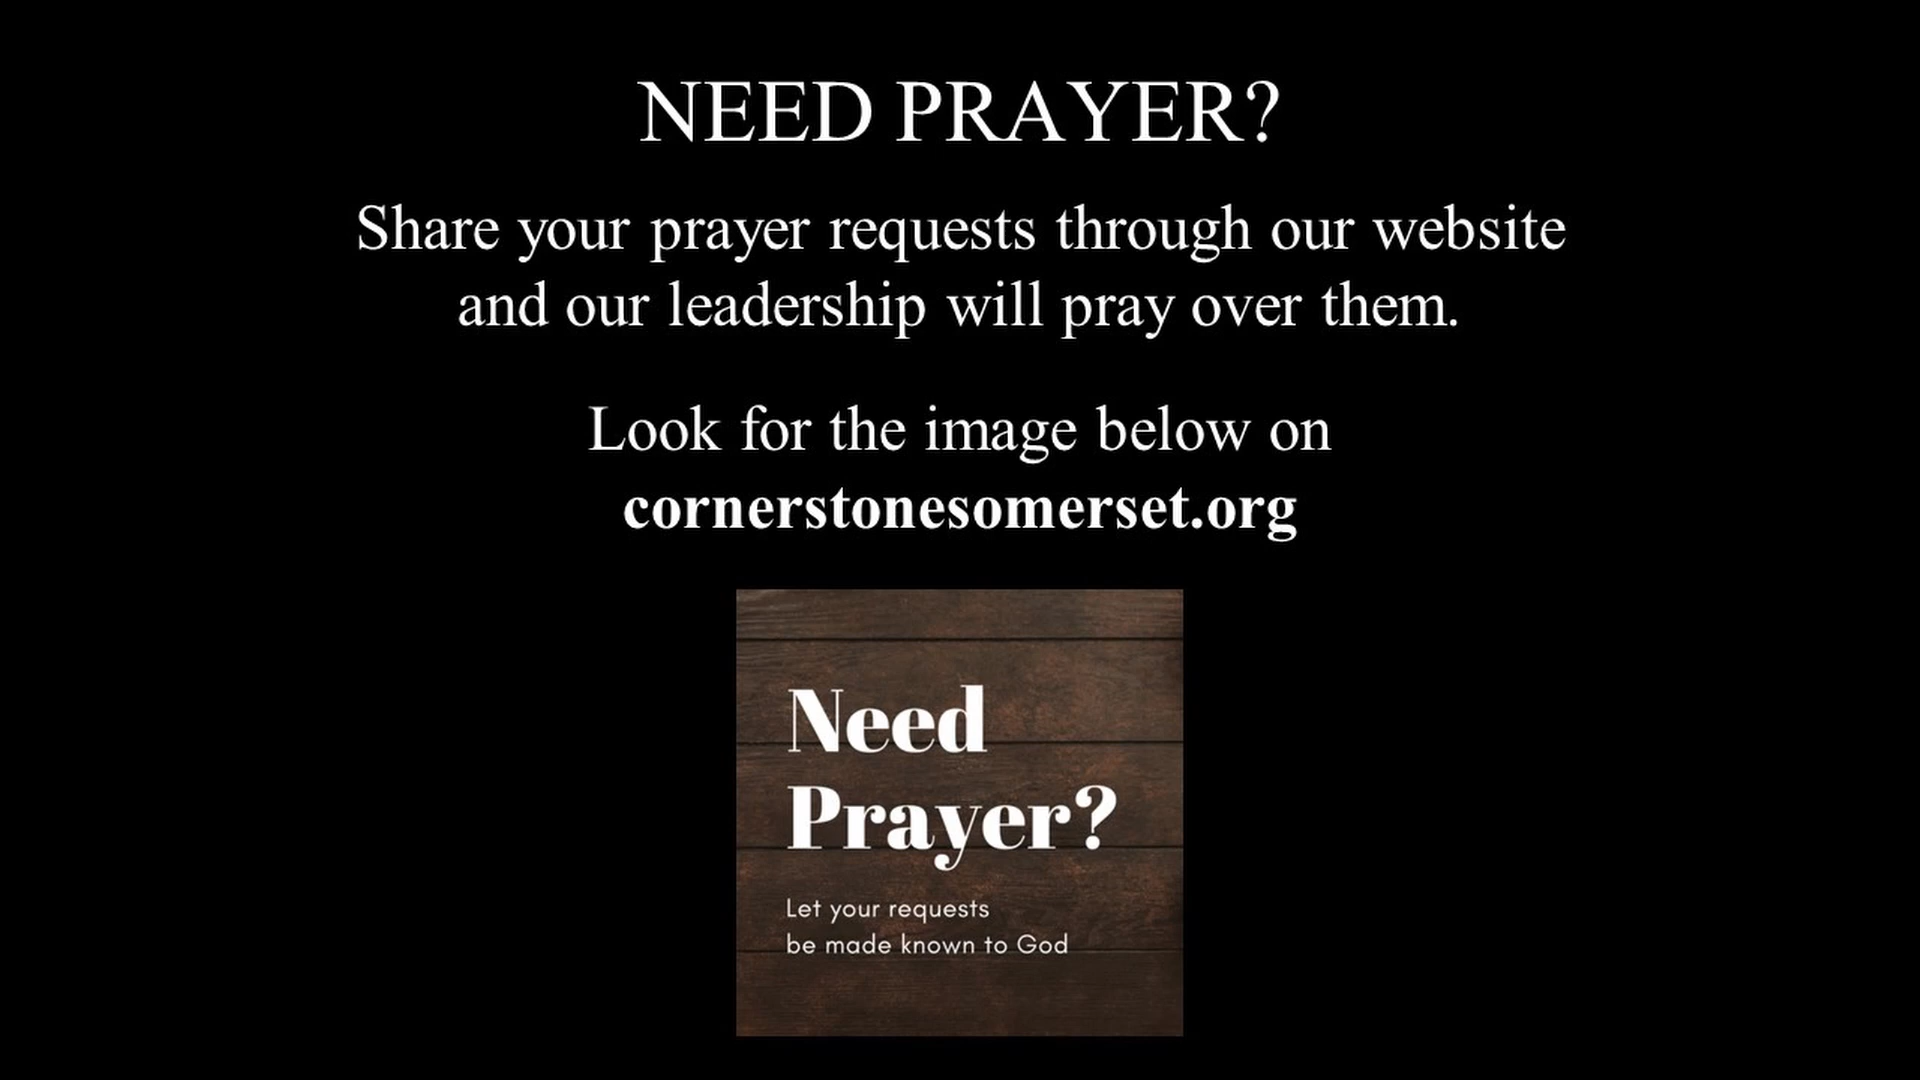 NEED PRAYER?
Share your prayer requests through our website
and our leadership will pray over them.
Look for the image below on
cornerstonesomerset.org
Need
Prayer?
Let your requests
be made known to God